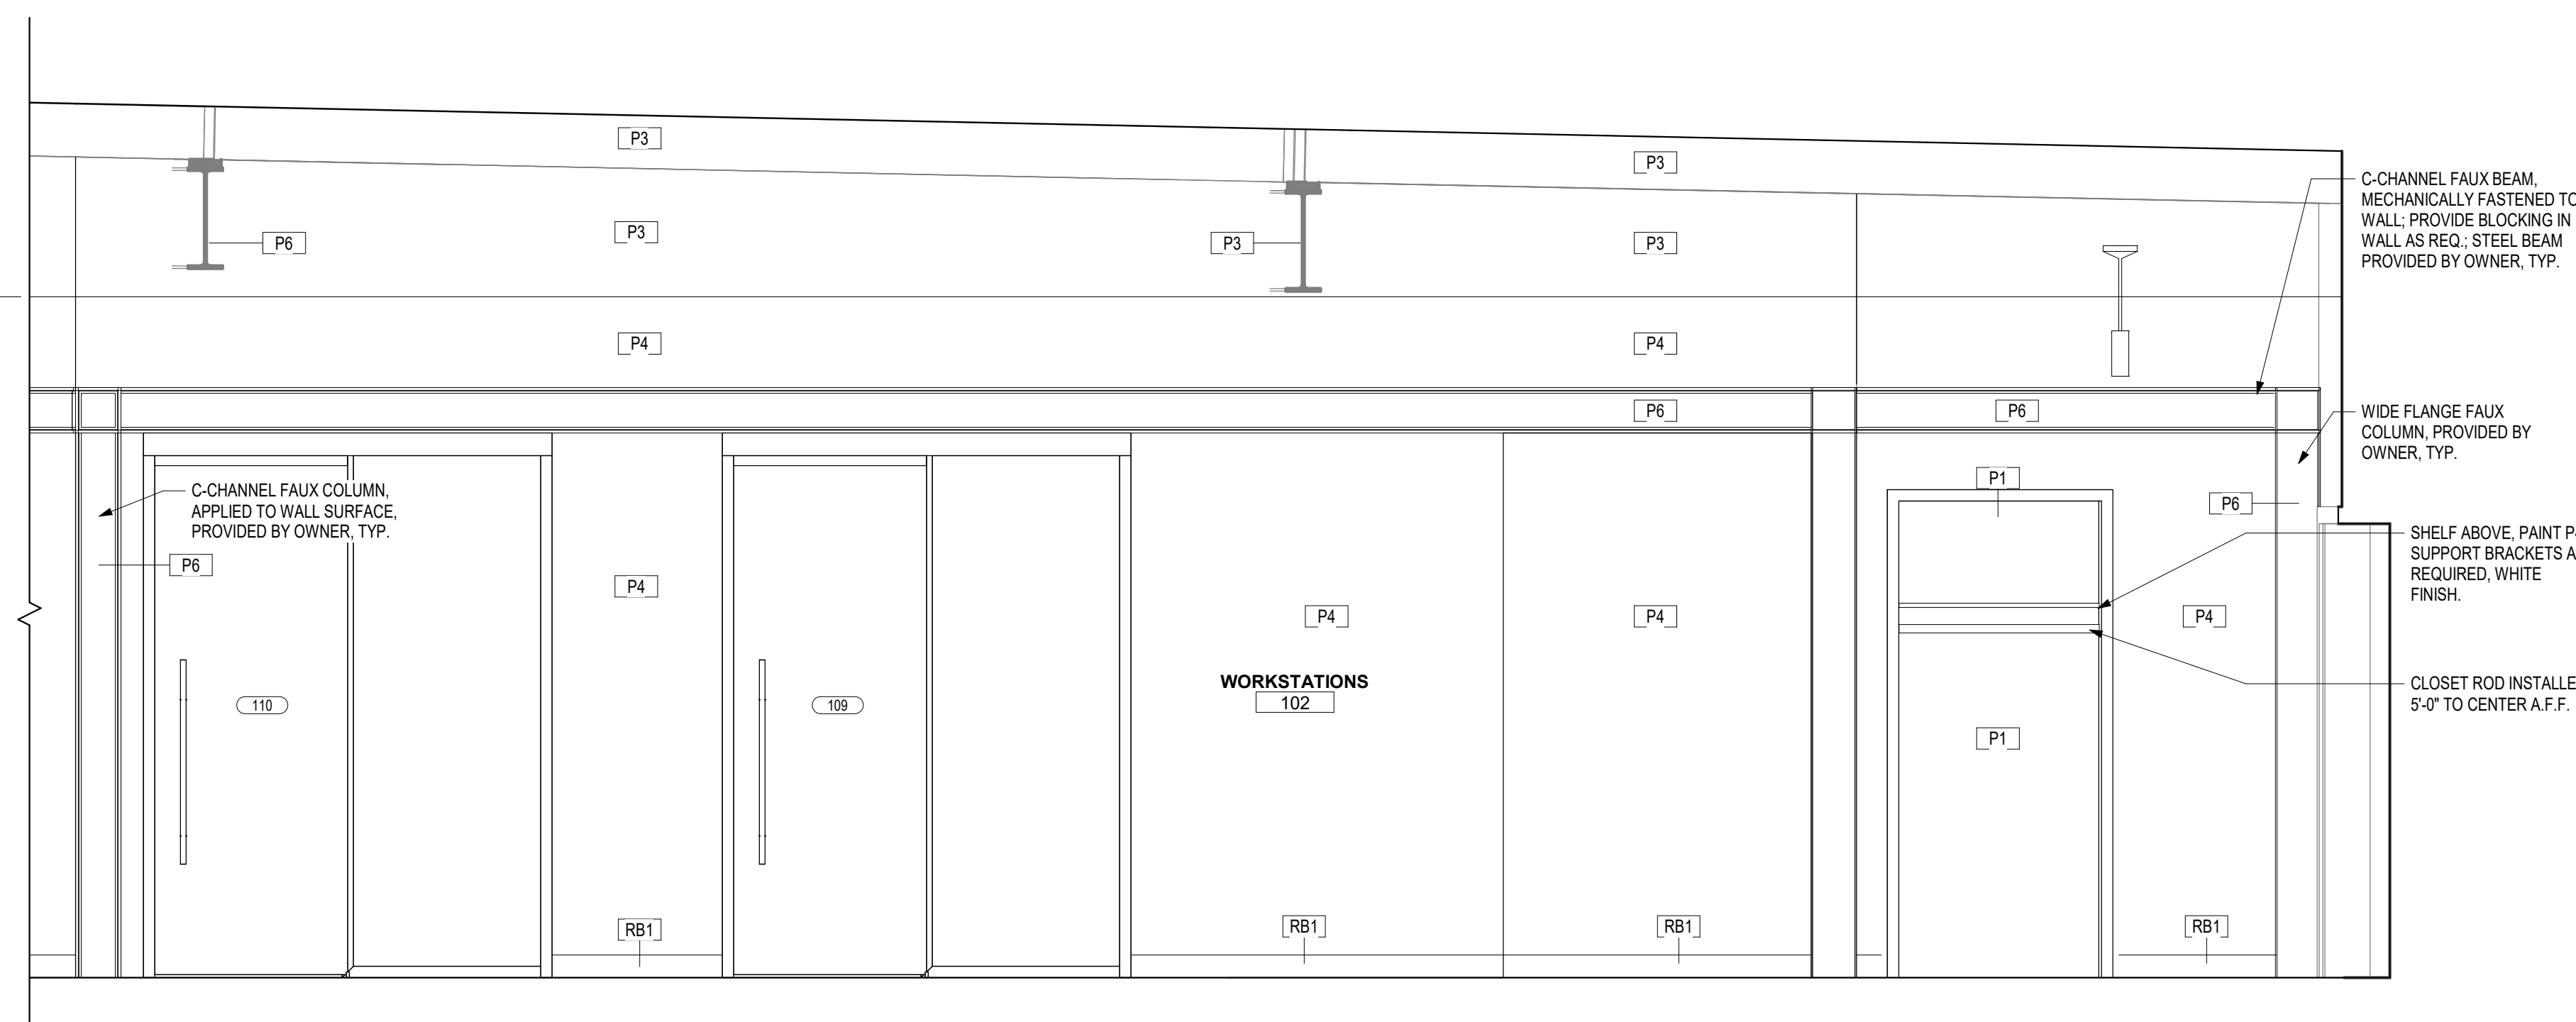 P3
P3
C-CHANNEL FAUX BEAM,
MECHANICALLY FASTENED TO
WALL; PROVIDE BLOCKING IN
WALL AS REQ.; STEEL BEAM
PROVIDED BY OWNER, TYP.
P6
P3
P3
P3
P4
P4
P6
P6
WIDE FLANGE FAUX
COLUMN, PROVIDED BY
OWNER, TYP.
C-CHANNEL FAUX COLUMN,
APPLIED TO WALL SURFACE,
PROVIDED BY OWNER, TYP.
P1
P6
SHELF ABOVE, PAINT
SUPPORT BRACKETS
REQUIRED, WHITE
FINISH.
P6
P4
P4
P4
P4
WORKSTATIONS
102
110
109
CLOSET ROD
5'-0" TO CENTER A.F.F.
P1
RB1
RB1
RB1
RB1